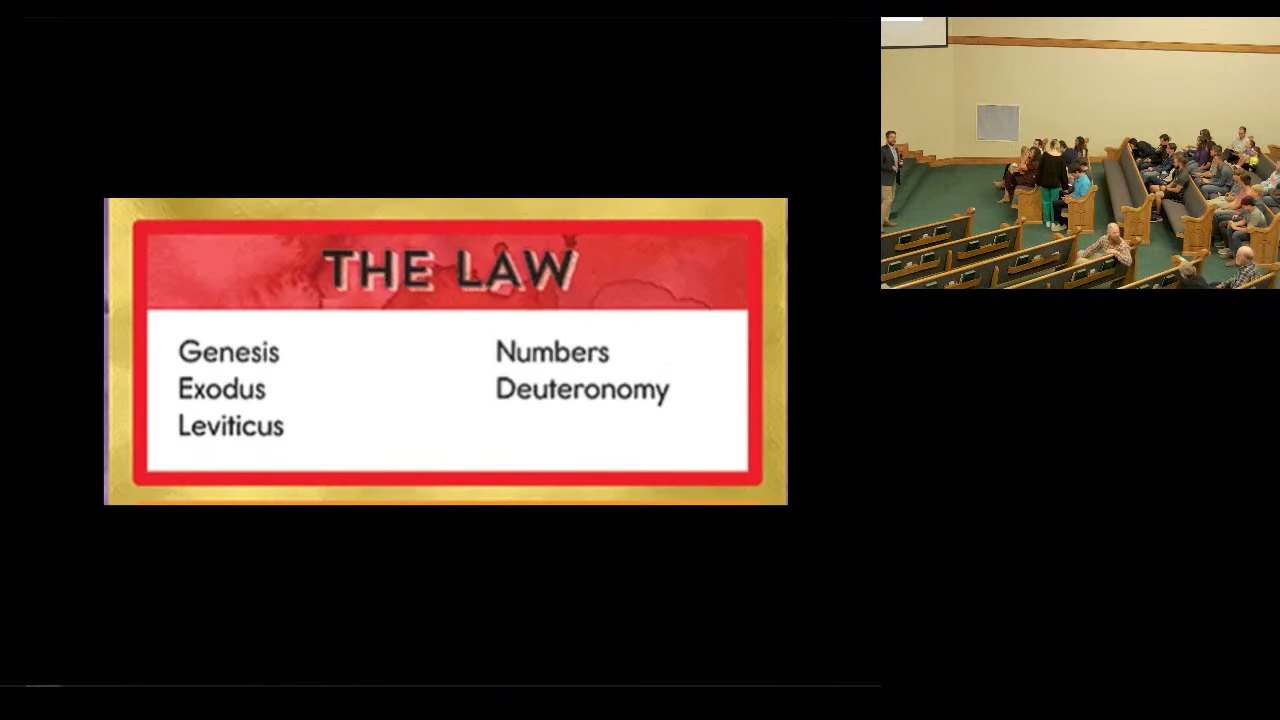 THE LAW
Genesis
Exodus
Leviticus
Numbers
Deuteronomy